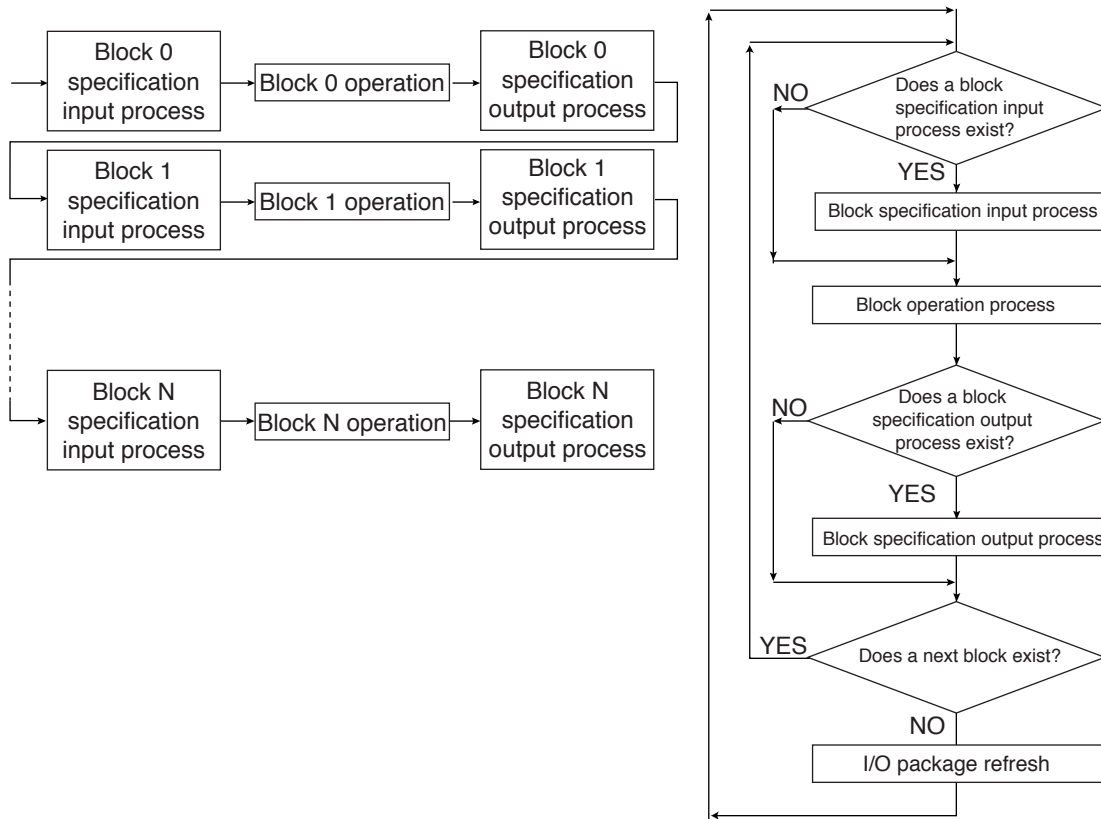 Block 0
specification
input process
Block 0 operation
Block 0
specification
output process
Block 1
specification
input process
Block 1 operation
Block 1
specification
output process
Block N
specification
input process
Block N operation
Block N
specification
output process
Does a block
specification input
process exist?
NO
YES
Block specification input process
Block operation process
Does a block
specification output
process exist?
NO
YES
Block specification output process
Does a next block exist?
YES
NO
I/O package refresh